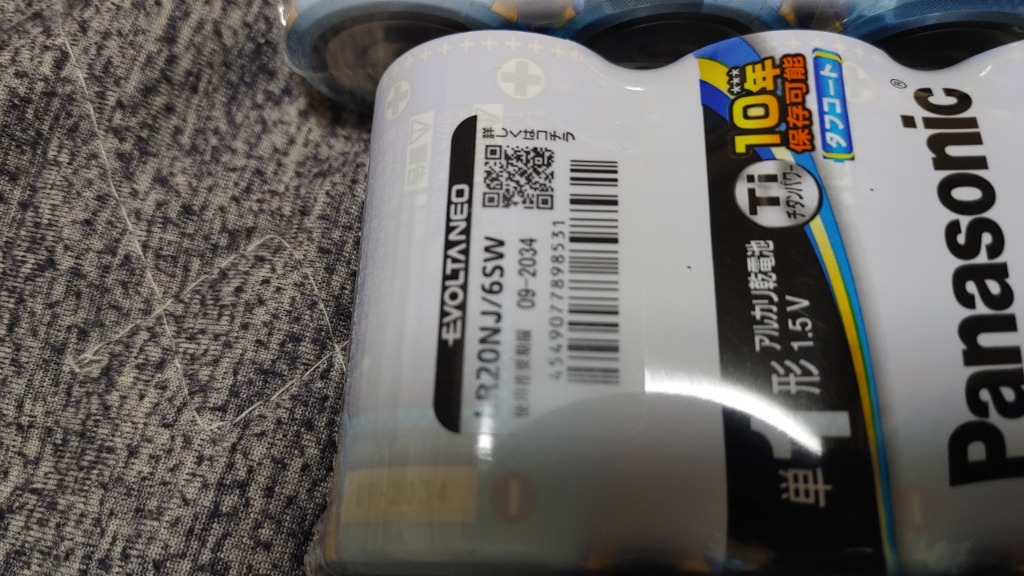 詳しくはコチラ
EVOLTANEO
LR20NJ/6SW
使用推奨期限 09-2034
4549077898531
10年***
保存可能
タフコート
Ti
チタンパワー
アルカリ乾電池
単1形 1.5V
Panasonic®
09-2034